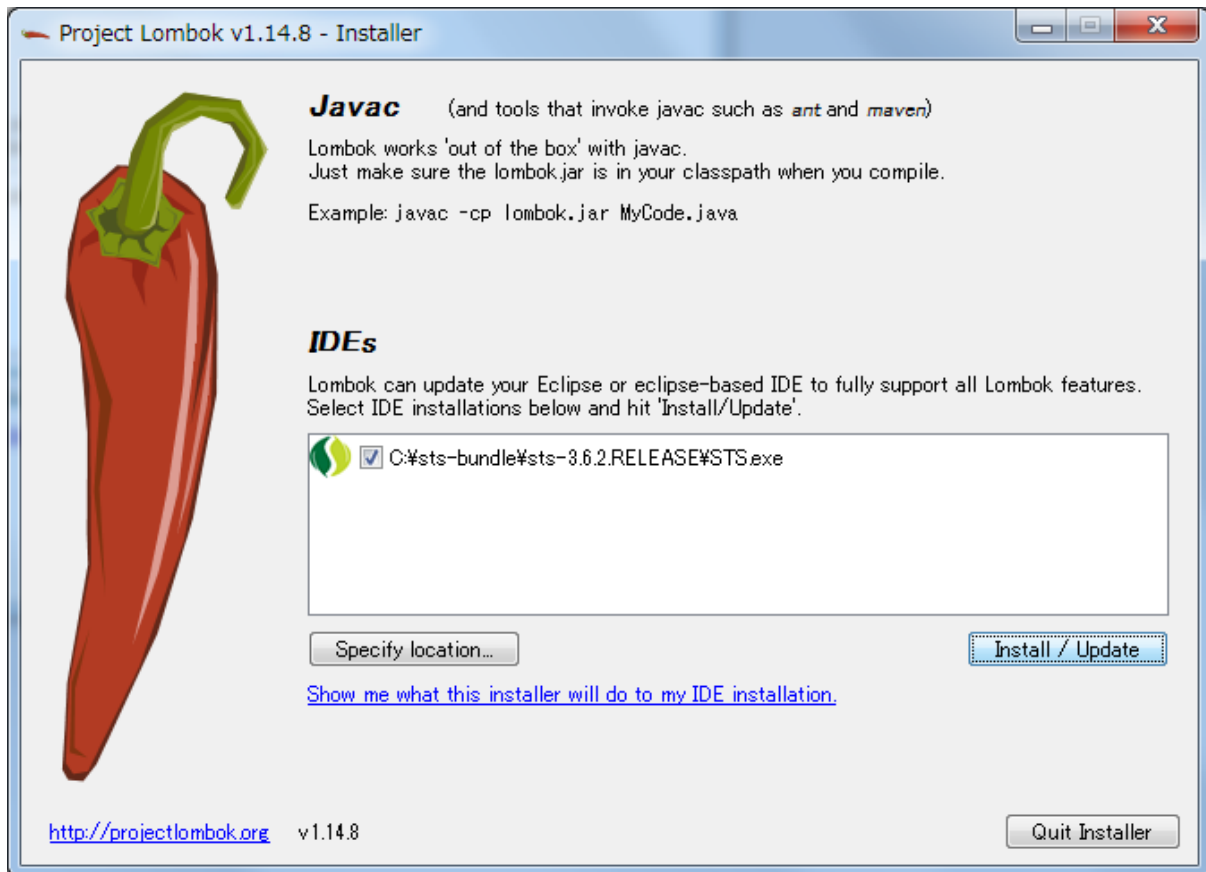 Project Lombok v1.14.8 - Installer
Javac (and tools that invoke javac such as ant and maven)
Lombok works 'out of the box' with javac.
Just make sure the lombok.jar is in your classpath when you compile.
Example: javac -cp lombok.jar MyCode.java
IDEs
Lombok can update your Eclipse or eclipse-based IDE to fully support all Lombok features.
Select IDE installations below and hit 'Install/Update'.
C:¥sts-bundle¥sts-3.6.2.RELEASE¥STS.exe
Specify location...
Install / Update
Show me what this installer will do to my IDE installation.
http://projectlombok.org v1.14.8
Quit Installer